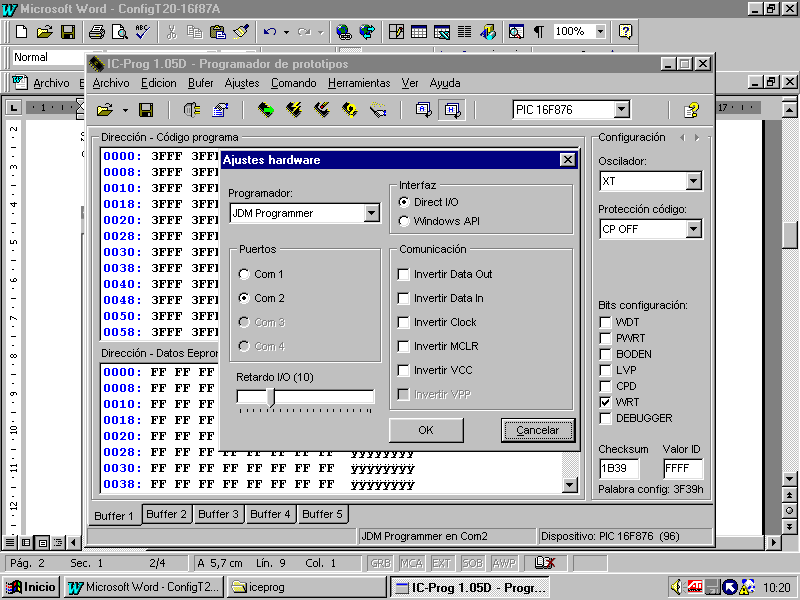 Microsoft Word - ConfigT20-16f87A
100%
Normal
Archivo
IC-Prog 1.05D - Programador de prototipos
Archivo Edicion Bufer Ajustes Comando Herramientas Ver Ayuda
PIC 16F876
1
17
Dirección - Código programa
0000: 3FFF 3FF
0008: 3FFF 3FF
0010: 3FFF 3FF
0018: 3FFF 3FF
0020: 3FFF 3FF
0028: 3FFF 3FF
0030: 3FFF 3FF
0038: 3FFF 3FF
0040: 3FFF 3FF
0048: 3FFF 3FF
0050: 3FFF 3FF
0058: 3FFF 3FF
Dirección - Datos Eepro
0000: FF FF FF
0008: FF FF FF
0010: FF FF FF
0018: FF FF FF
0020: FF FF FF
0028: FF FF FF FF FF FF FF FF ÿÿÿÿÿÿÿÿ
0030: FF FF FF FF FF FF FF FF ÿÿÿÿÿÿÿÿ
0038: FF FF FF FF FF FF FF FF ÿÿÿÿÿÿÿÿ
Ajustes hardware
Programador:
JDM Programmer
Interfaz
Direct I/O
Windows API
Puertos
Com 1
Com 2
Com 3
Com 4
Retardo I/O (10)
Comunicación
Invertir Data Out
Invertir Data In
Invertir Clock
Invertir MCLR
Invertir VCC
Invertir VPP
OK
Cancelar
Configuración
Oscilador:
XT
Protección código:
CP OFF
Bits configuración:
WDT
PWRT
BODEN
LVP
CPD
WRT
DEBUGGER
Checksum Valor ID
1B39 FFFF
Palabra config: 3F39h
Buffer 1 Buffer 2 Buffer 3 Buffer 4 Buffer 5
JDM Programmer en Com2 Dispositivo: PIC 16F876 (96)
Pág. 2 Sec. 1 2/4 A 5,7 cm Lín. 9 Col. 1 GRB MCA EXT SOB AWP
Inicio Microsoft Word - ConfigT2... iceprog IC-Prog 1.05D - Progr... 10:20